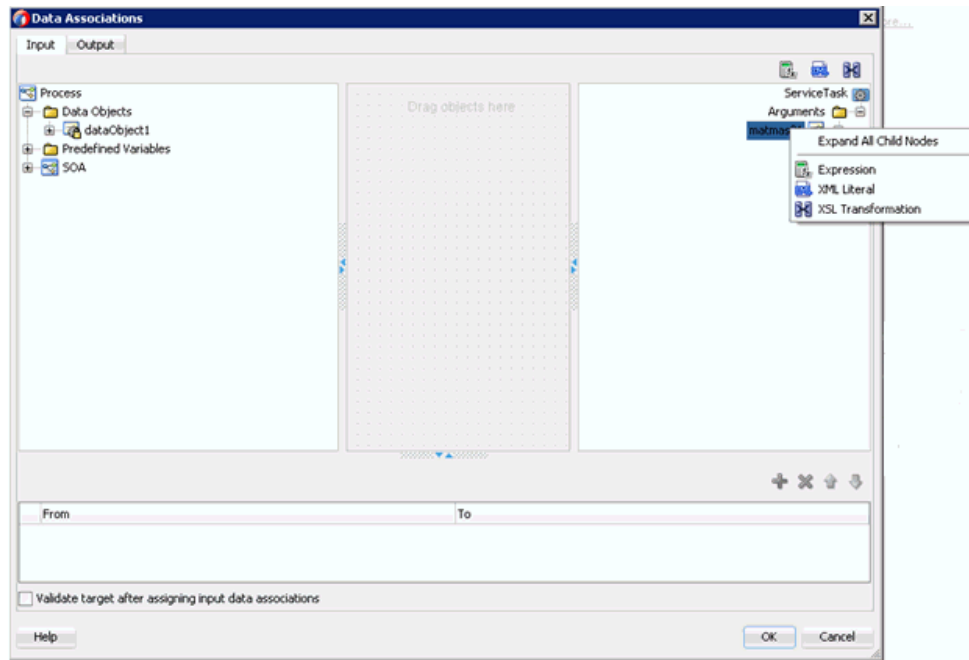 Data Associations
Input Output
Process
Data Objects
dataObject1
Predefined Variables
SOA
Drag objects here
ServiceTask
Arguments
Expand All Child Nodes
Expression
XML Literal
XSL Transformation
From To
Validate target after assigning input data associations
Help OK Cancel